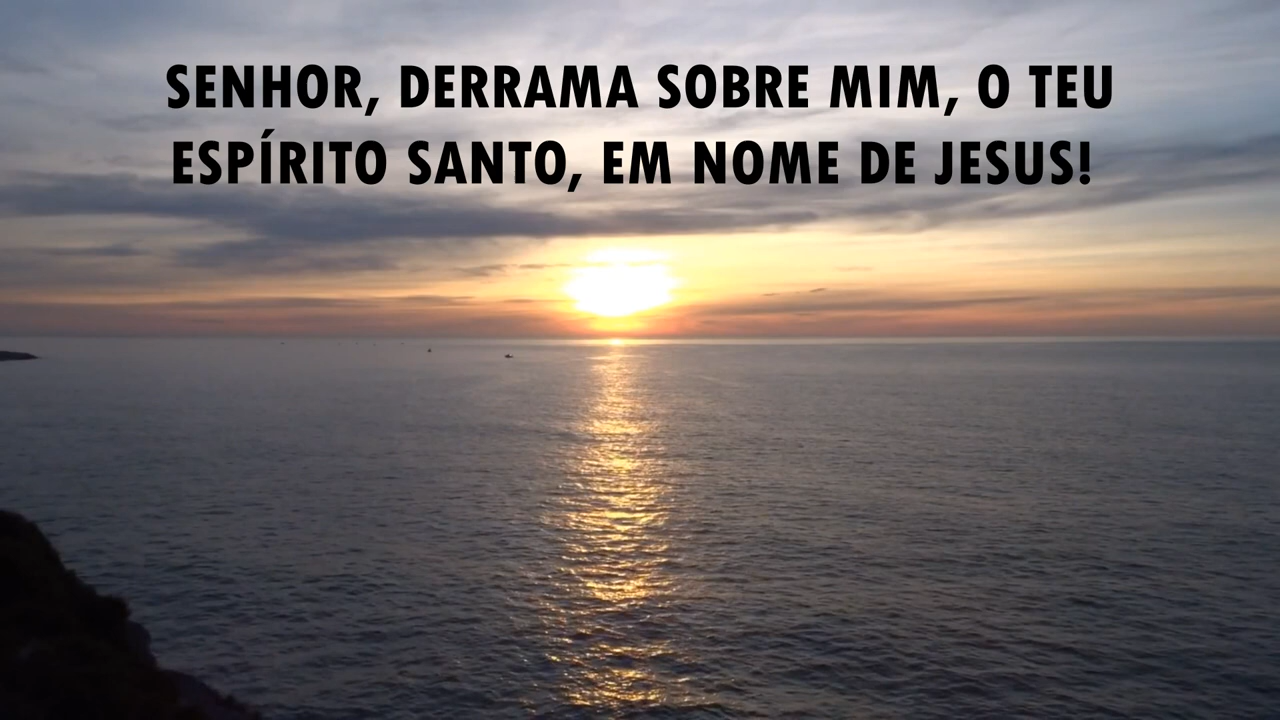 SENHOR, DERRAMA SOBRE MIM, O TEU
ESPÍRITO SANTO, EM NOME DE JESUS!